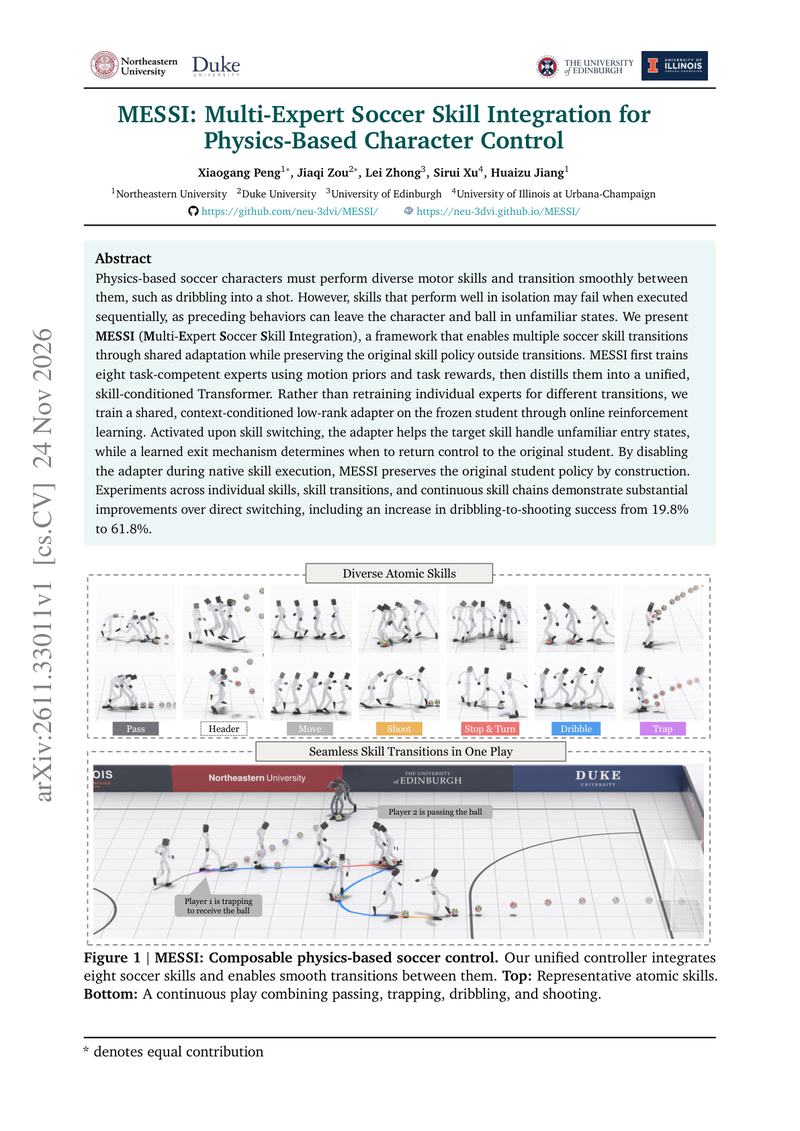 Northeastern
University
Duke
UNIVERSITY
THE UNIVERSITY
of EDINBURGH
UNIVERSITY OF
ILLINOIS
MESSI: Multi-Expert Soccer Skill Integration for
Physics-Based Character Control
Xiaogang Peng1*, Jiaqi Zou2*, Lei Zhong3, Sirui Xu4, Huaizu Jiang1
1Northeastern University 2Duke University 3University of Edinburgh 4University of Illinois at Urbana-Champaign
https://github.com/neu-3dvi/MESSI/ https://neu-3dvi.github.io/MESSI/
Abstract
Physics-based soccer characters must perform diverse motor skills and transition smoothly between
them, such as dribbling into a shot. However, skills that perform well in isolation may fail when executed
sequentially, as preceding behaviors can leave the character and ball in unfamiliar states. We present
MESSI (Multi-Expert Soccer Skill Integration), a framework that enables multiple soccer skill transitions
through shared adaptation while preserving the original skill policy outside transitions. MESSI first trains
eight task-competent experts using motion priors and task rewards, then distills them into a unified,
skill-conditioned Transformer. Rather than retraining individual experts for different transitions, we
train a shared, context-conditioned low-rank adapter on the frozen student through online reinforcement
learning. Activated upon skill switching, the adapter helps the target skill handle unfamiliar entry states,
while a learned exit mechanism determines when to return control to the original student. By disabling
the adapter during native skill execution, MESSI preserves the original student policy by construction.
Experiments across individual skills, skill transitions, and continuous skill chains demonstrate substantial
improvements over direct switching, including an increase in dribbling-to-shooting success from 19.8%
to 61.8%.
arXiv:2611.33011v1 [cs.CV] 24 Nov 2026
Diverse Atomic Skills
Pass
Header
Move
Shoot
Stop & Turn
Dribble
Trap
Seamless Skill Transitions in One Play
OIS
Northeastern University
THE UNIVERSITY
of EDINBURGH
DUKE
UNIVERSITY
Player 2 is passing the ball
Player 1 is trapping
to receive the ball
Figure 1 | MESSI: Composable physics-based soccer control. Our unified controller integrates
eight soccer skills and enables smooth transitions between them. Top: Representative atomic skills.
Bottom: A continuous play combining passing, trapping, dribbling, and shooting.
* denotes equal contribution